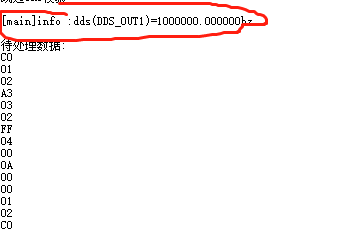 [main]info :dds(DDS_OUT1)=1000000.000000hz
待处理数据:
C0
01
02
A3
03
02
FF
04
00
0A
00
00
01
02
C0